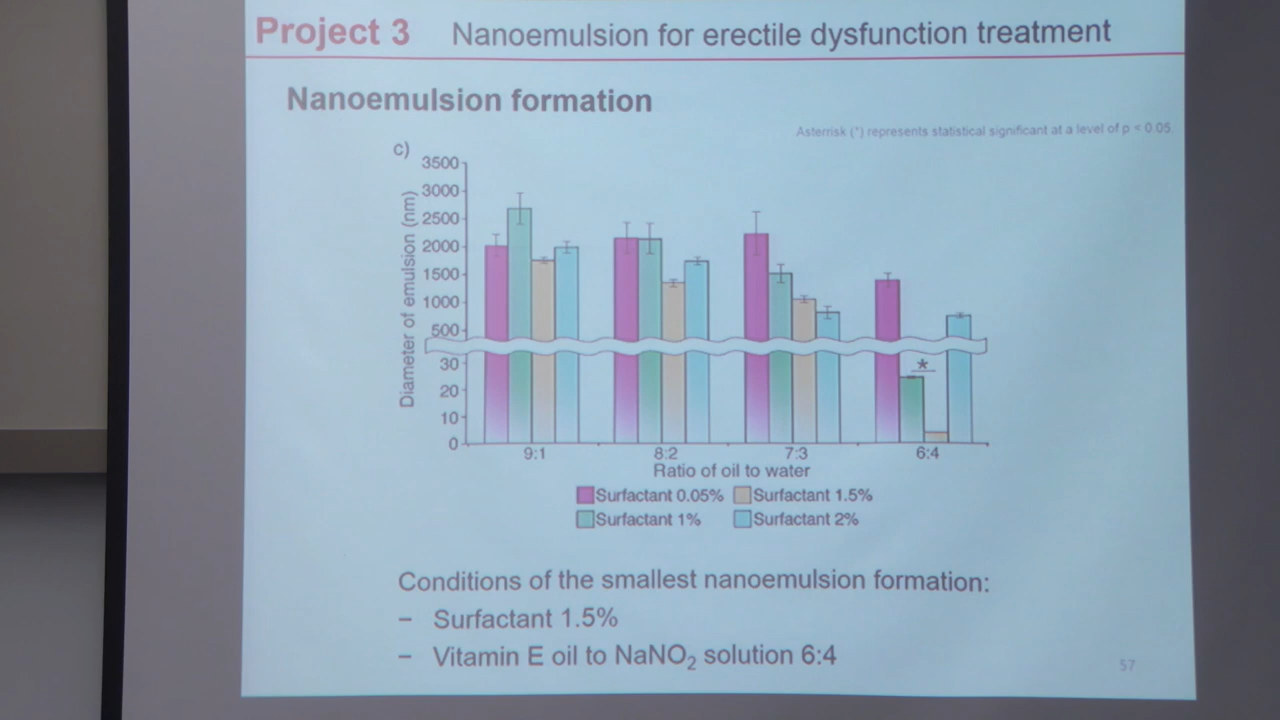 Project 3 Nanoemulsion for erectile dysfunction treatment
Nanoemulsion formation
Asterrisk (*) represents statistical significant at a level of p < 0.05
c)
Diameter of emulsion (nm)
3500
3000
2500
2000
1500
1000
500
30
20
10
0
*
9:1 8:2 7:3 6:4
Ratio of oil to water
Surfactant 0.05% Surfactant 1.5%
Surfactant 1% Surfactant 2%
Conditions of the smallest nanoemulsion formation:
– Surfactant 1.5%
– Vitamin E oil to NaNO₂ solution 6:4
57